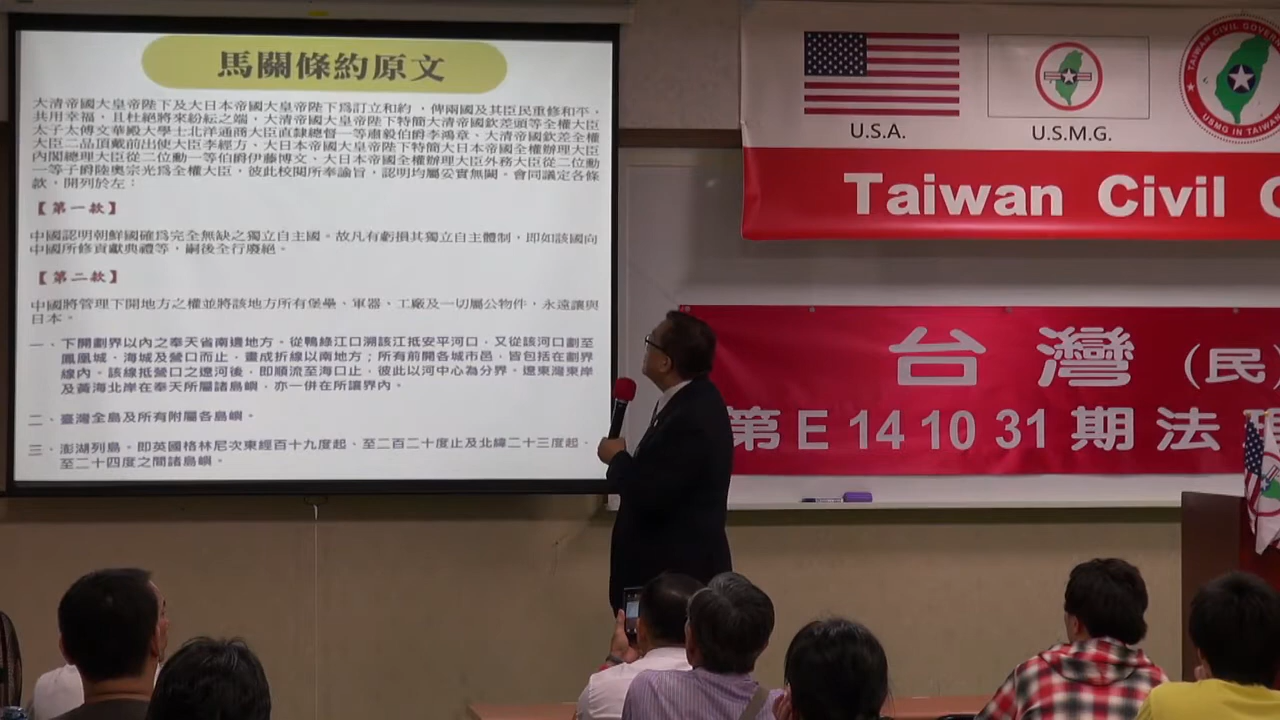 馬關條約原文
大清帝國大皇帝陛下及大日本帝國大皇帝陛下爲訂立和約，俾兩國及其臣民重修和平，
共用幸福、且杜絕將來紛紜之端，大清帝國大皇帝陛下特簡大清帝國欽差頭等全權大臣
太子太傅文華殿大學士北洋通商大臣直隸總督一等肅毅伯爵李鴻章、大清帝國欽差全權
大臣二品頂戴前出使大臣李經方、大日本帝國大皇帝陛下特簡大日本帝國全權辦理大臣
內閣總理大臣從二位勳一等伯爵伊藤博文、大日本帝國全權辦理大臣外務大臣從二位勳
一等子爵陸奧宗光爲全權大臣，彼此校閱所奉諭旨，認明均屬妥實無闕。會同議定各條
款，開列於左：
【第一款】
中國認明朝鮮國確爲完全無缺之獨立自主國。故凡有虧損其獨立自主體制，即如該國向
中國所修貢獻典禮等，嗣後全行廢絕。
【第二款】
中國將管理下開地方之權並將該地方所有堡壘、軍器、工廠及一切屬公物件，永遠讓與
日本。
一、下開劃界以內之奉天省南邊地方。從鴨綠江口溯該江抵安平河口，又從該河口劃至
鳳凰城、海城及營口而止，畫成折線以南地方；所有前開各城市邑，皆包括在劃界
線內。該線抵營口之遼河後，即順流至海口止，彼此以河中心為分界。遼東灣東岸
及黃海北岸在奉天所屬諸島嶼，亦一併在所讓界內。
二、臺灣全島及所有附屬各島嶼。
三、澎湖列島。即英國格林尼次東經百十九度起、至二百二十度止及北緯二十三度起、
至二十四度之間諸島嶼。
U.S.A.
U.S.M.G.
TAIWAN CIVIL GOVER
USMG IN TAIWAN
Taiwan Civil
台灣（民
第E 14 10 31 期法